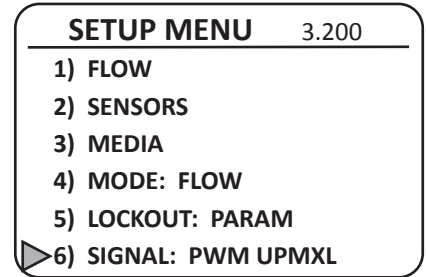 SETUP MENU 3.200
1) FLOW
2) SENSORS
3) MEDIA
4) MODE: FLOW
5) LOCKOUT: PARAM
6) SIGNAL: PWM UPMXL